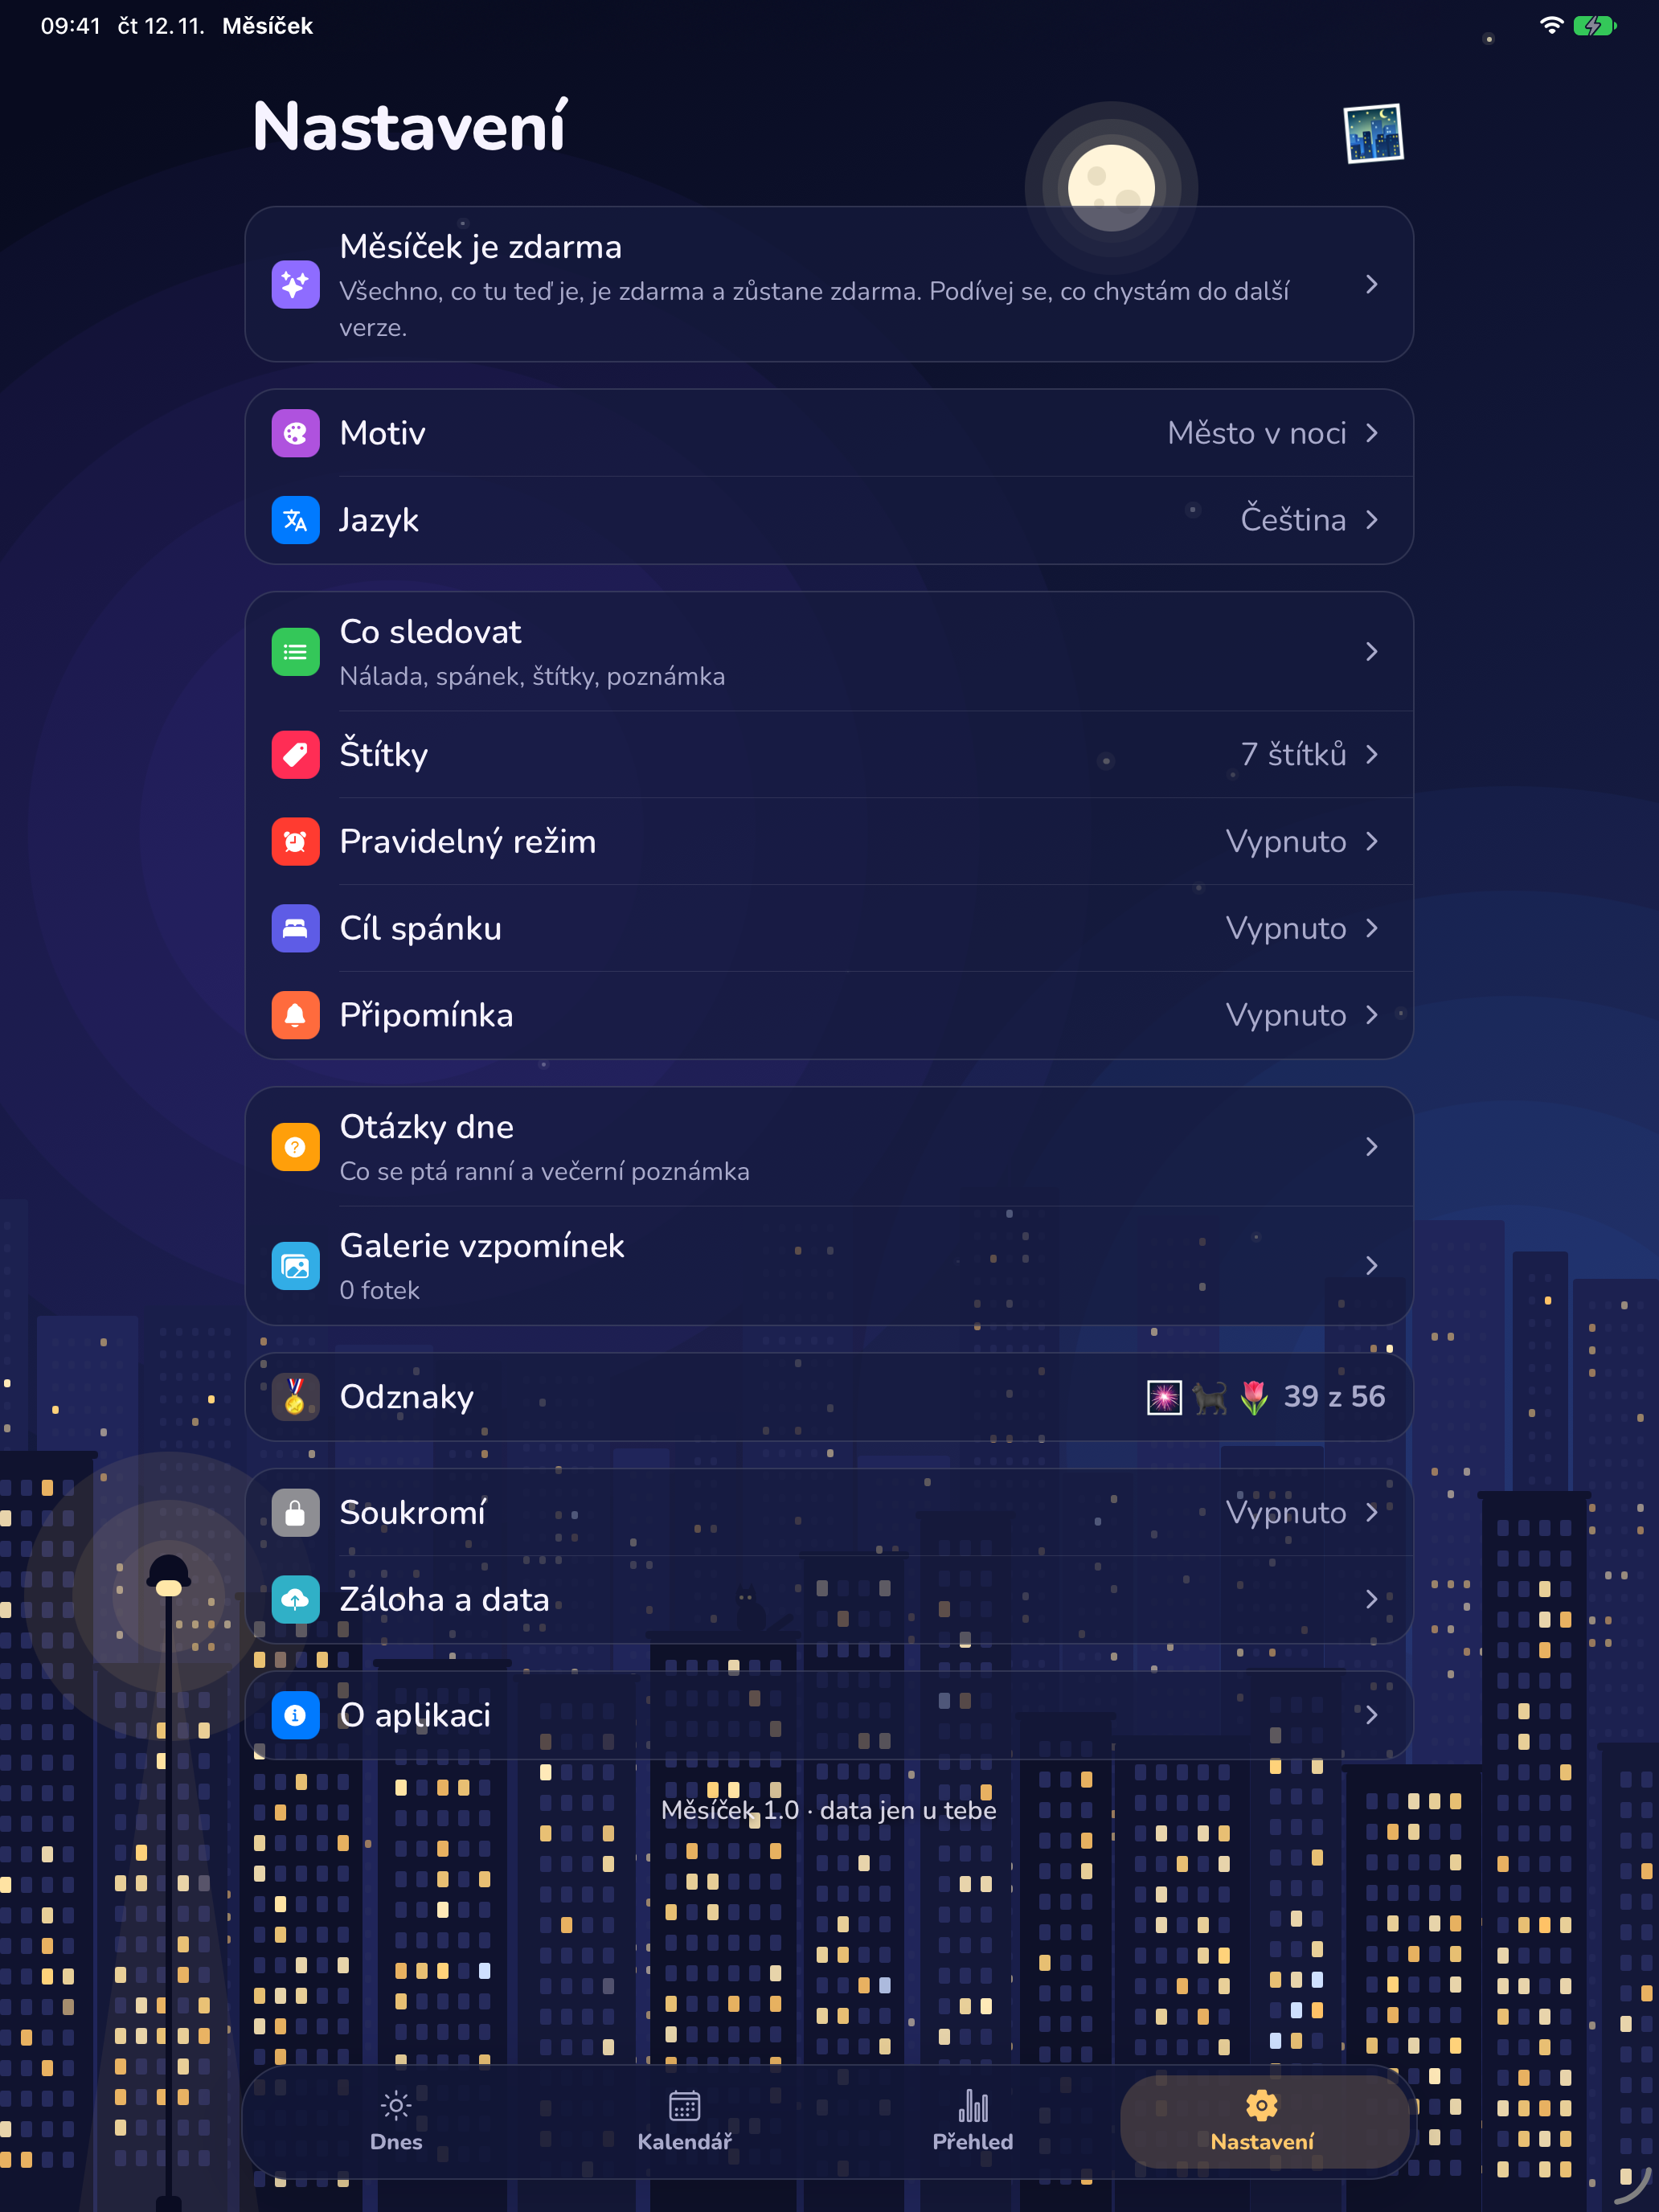 09:41 čt 12. 11. Měsíček
Nastavení
Měsíček je zdarma
Všechno, co tu teď je, je zdarma a zůstane zdarma. Podívej se, co chystám do další
verze.
Motiv Město v noci
Jazyk Čeština
Co sledovat
Nálada, spánek, štítky, poznámka
Štítky 7 štítků
Pravidelný režim Vypnuto
Cíl spánku Vypnuto
Připomínka Vypnuto
Otázky dne
Co se ptá ranní a večerní poznámka
Galerie vzpomínek
0 fotek
Odznaky 39 z 56
Soukromí Vypnuto
Záloha a data
O aplikaci
Měsíček 1.0 · data jen u tebe
Dnes Kalendář Přehled Nastavení